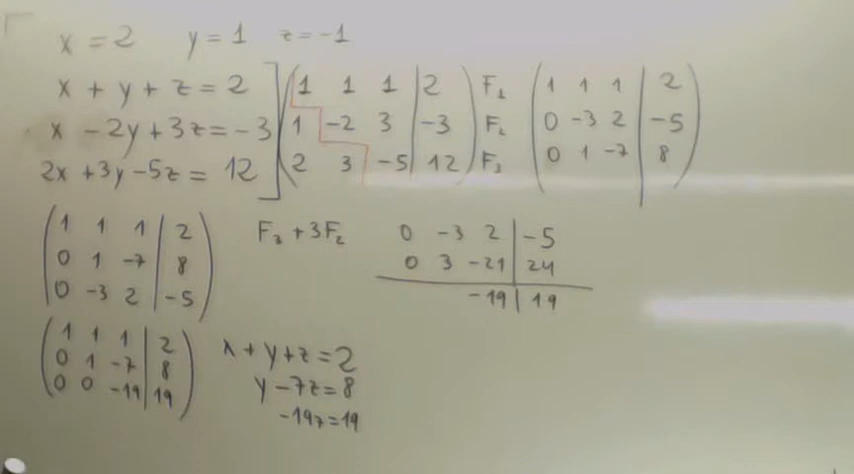 x = 2 y = 1 z = -1
x + y + z = 2 ] ( 1 1 1 | 2 ) F₁ ( 1 1 1 | 2 )
x - 2y + 3z = -3 ] ( 1 -2 3 | -3 ) F₂ ( 0 -3 2 | -5 )
2x + 3y - 5z = 12 ] ( 2 3 -5 | 12 ) F₃ ( 0 1 -7 | 8 )
( 1 1 1 | 2 ) F₃ + 3F₂ 0 -3 2 | -5
( 0 1 -7 | 8 ) 0 3 -21 | 24
( 0 -3 2 | -5 ) -19 | 19
( 1 1 1 | 2 ) x + y + z = 2
( 0 1 -7 | 8 ) y - 7z = 8
( 0 0 -19 | 19 ) -19z = 19